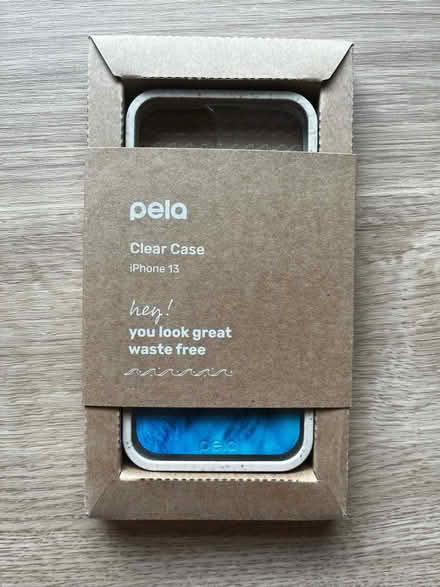 pela
Clear Case
iPhone 13
hey!
you look great
waste free
pela